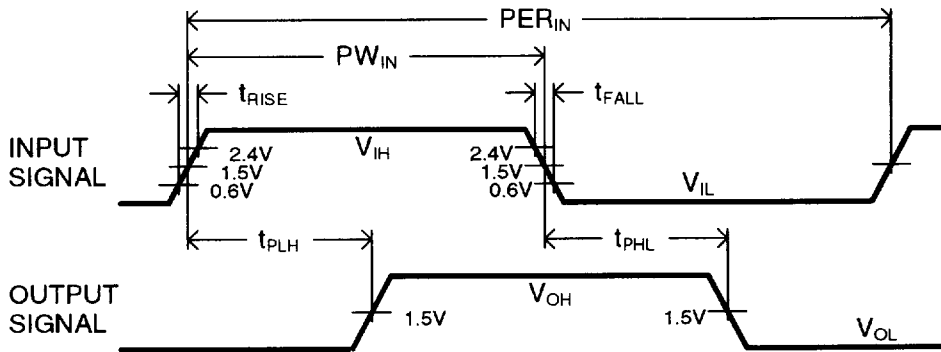 PER_IN
PW_IN
t_RISE
t_FALL
INPUT SIGNAL
2.4V
1.5V
0.6V
V_IH
2.4V
1.5V
0.6V
V_IL
t_PLH
t_PHL
OUTPUT SIGNAL
1.5V
V_OH
1.5V
V_OL